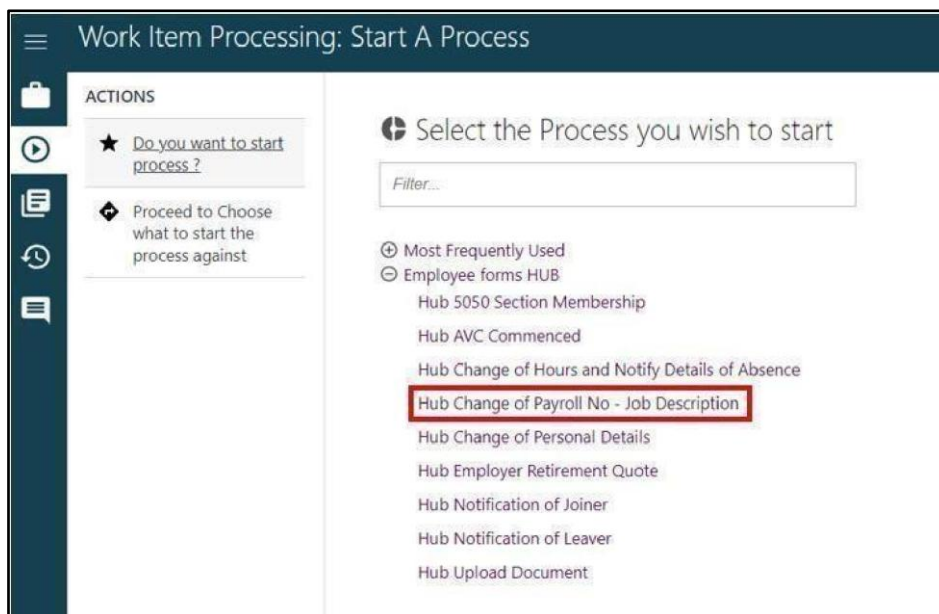 Work Item Processing: Start A Process
ACTIONS
Do you want to start
process ?
Proceed to Choose
what to start the
process against
Select the Process you wish to start
Filter...
Most Frequently Used
Employee forms HUB
Hub 5050 Section Membership
Hub AVC Commenced
Hub Change of Hours and Notify Details of Absence
Hub Change of Payroll No - Job Description
Hub Change of Personal Details
Hub Employer Retirement Quote
Hub Notification of Joiner
Hub Notification of Leaver
Hub Upload Document